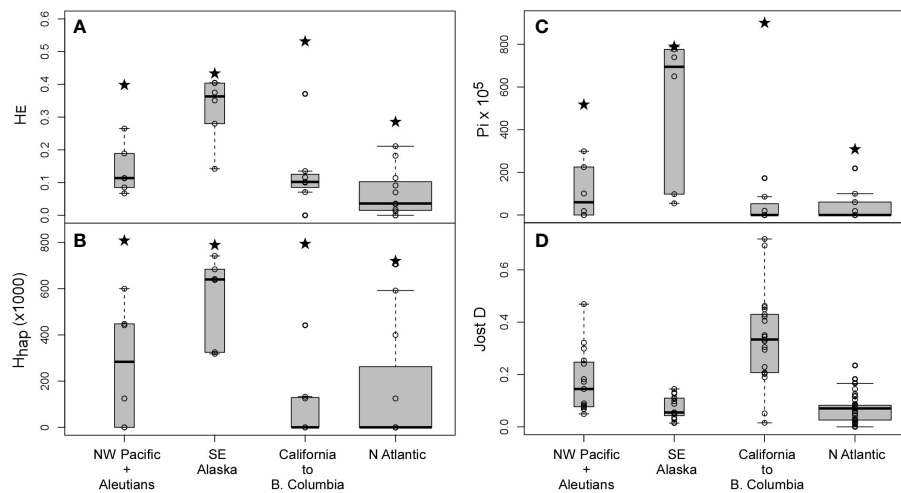 A
HE
0.6
0.5
0.4
0.3
0.2
0.1
0.0
B
Hhap (x1000)
800
600
400
200
0
NW Pacific
+
Aleutians
SE
Alaska
California
to
B. Columbia
N Atlantic
C
Pi x 10⁵
800
600
400
200
0
D
Jost D
0.6
0.4
0.2
0.0
NW Pacific
+
Aleutians
SE
Alaska
California
to
B. Columbia
N Atlantic